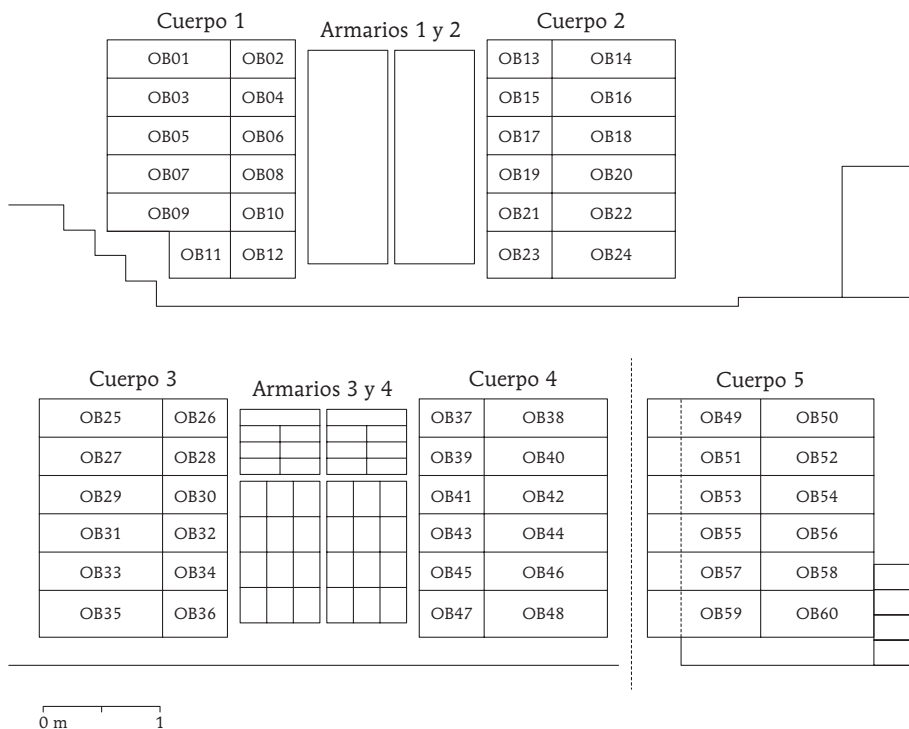 Cuerpo 1 Armarios 1 y 2 Cuerpo 2
OB01 OB02 OB13 OB14
OB03 OB04 OB15 OB16
OB05 OB06 OB17 OB18
OB07 OB08 OB19 OB20
OB09 OB10 OB21 OB22
OB11 OB12 OB23 OB24
Cuerpo 3 Armarios 3 y 4 Cuerpo 4 Cuerpo 5
OB25 OB26 OB37 OB38 OB49 OB50
OB27 OB28 OB39 OB40 OB51 OB52
OB29 OB30 OB41 OB42 OB53 OB54
OB31 OB32 OB43 OB44 OB55 OB56
OB33 OB34 OB45 OB46 OB57 OB58
OB35 OB36 OB47 OB48 OB59 OB60
0 m 1